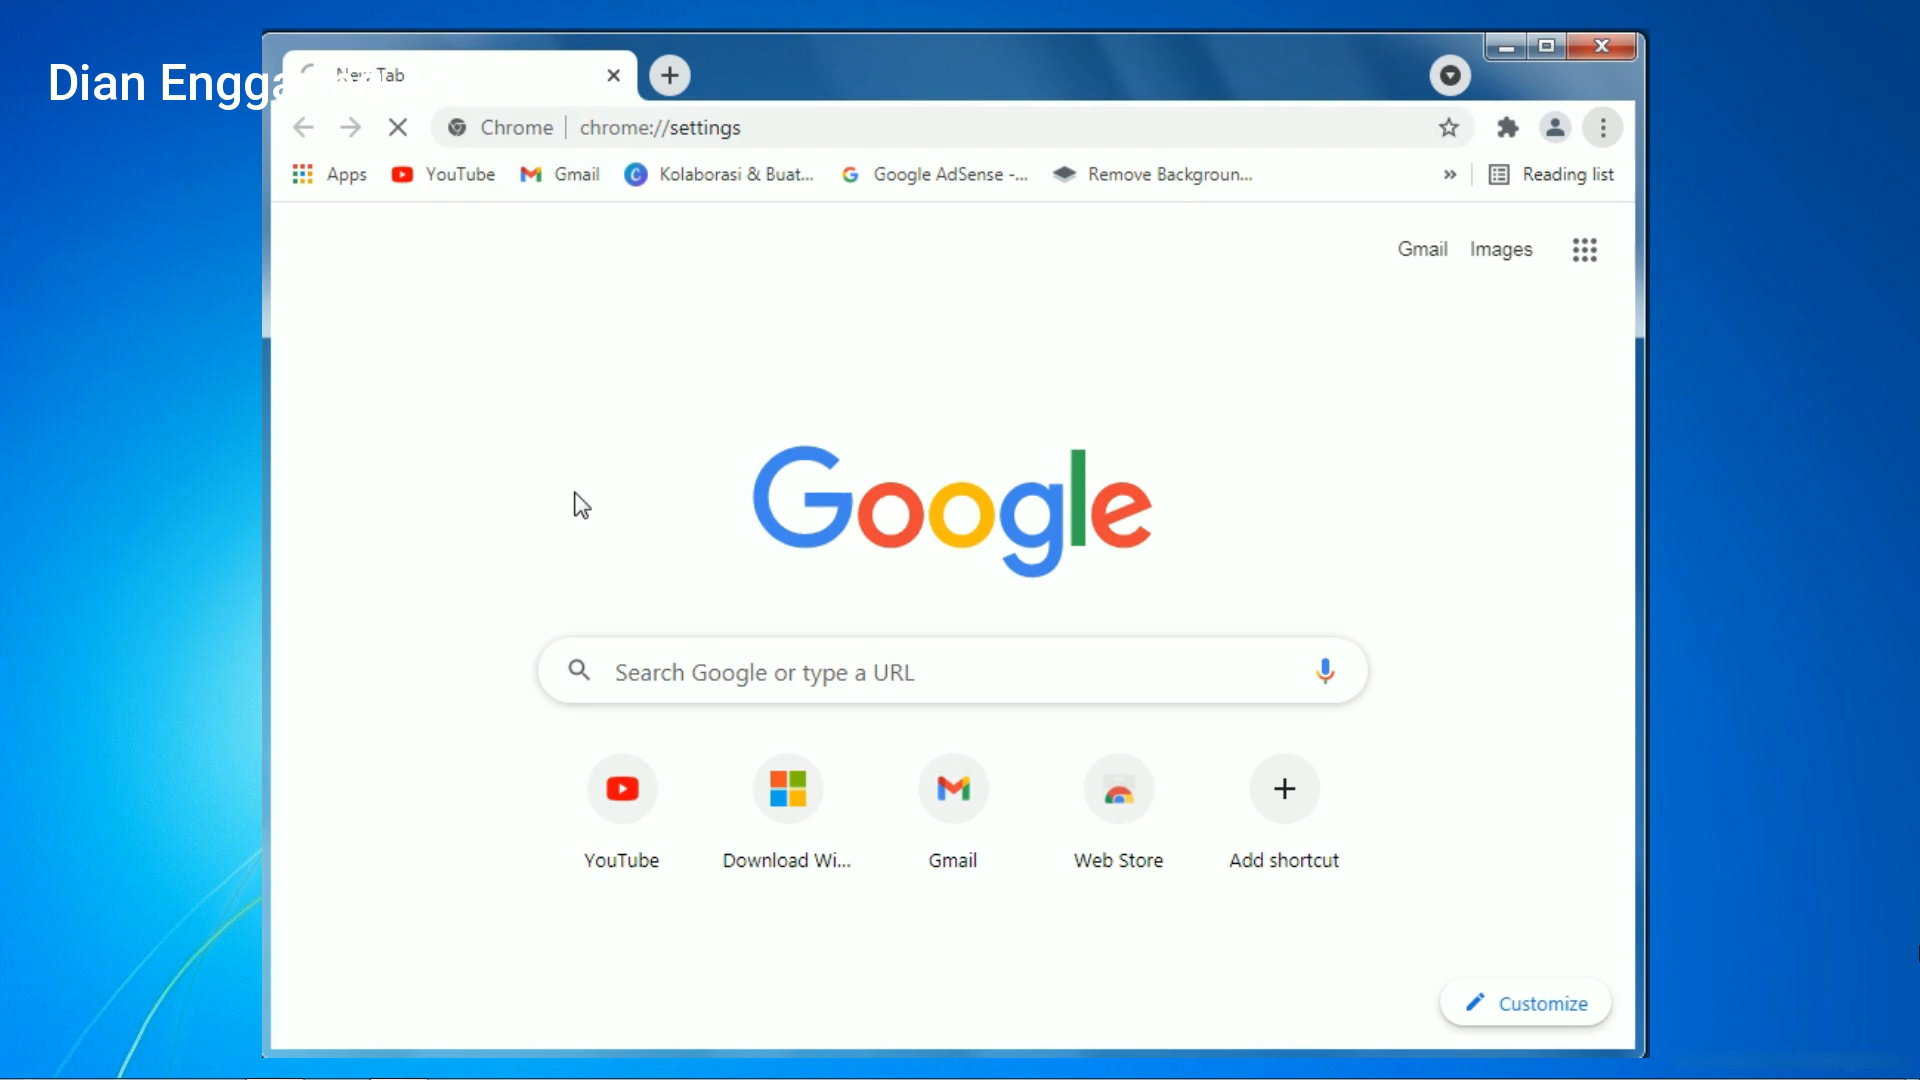 Dian Engga
New Tab
Chrome | chrome://settings
Apps YouTube Gmail Kolaborasi & Buat... Google AdSense -... Remove Backgroun... » Reading list
Gmail Images
Google
Search Google or type a URL
YouTube Download Wi... Gmail Web Store Add shortcut
Customize